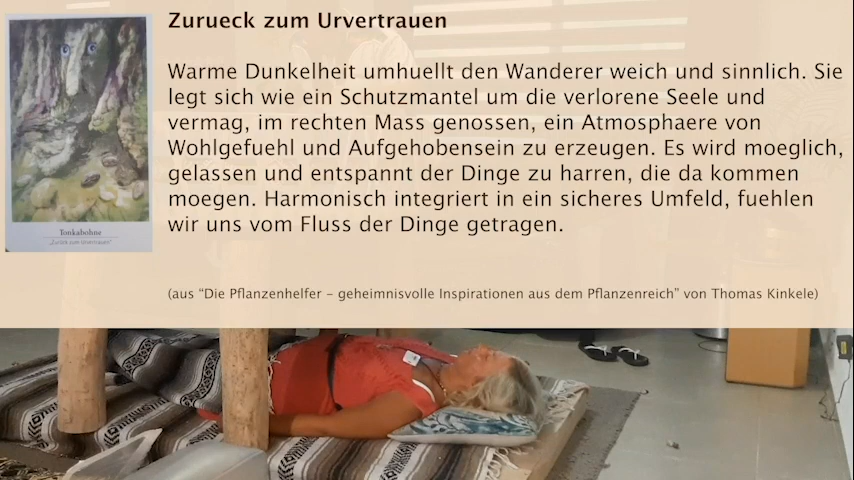 Zurueck zum Urvertrauen
Warme Dunkelheit umhuellt den Wanderer weich und sinnlich. Sie
legt sich wie ein Schutzmantel um die verlorene Seele und
vermag, im rechten Mass genossen, ein Atmosphaere von
Wohlgefuehl und Aufgehobensein zu erzeugen. Es wird moeglich,
gelassen und entspannt der Dinge zu harren, die da kommen
moegen. Harmonisch integriert in ein sicheres Umfeld, fuehlen
wir uns vom Fluss der Dinge getragen.
(aus “Die Pflanzenhelfer – geheimnisvolle Inspirationen aus dem Pflanzenreich” von Thomas Kinkele)
Tonkabohne
„Zurück zum Urvertrauen“